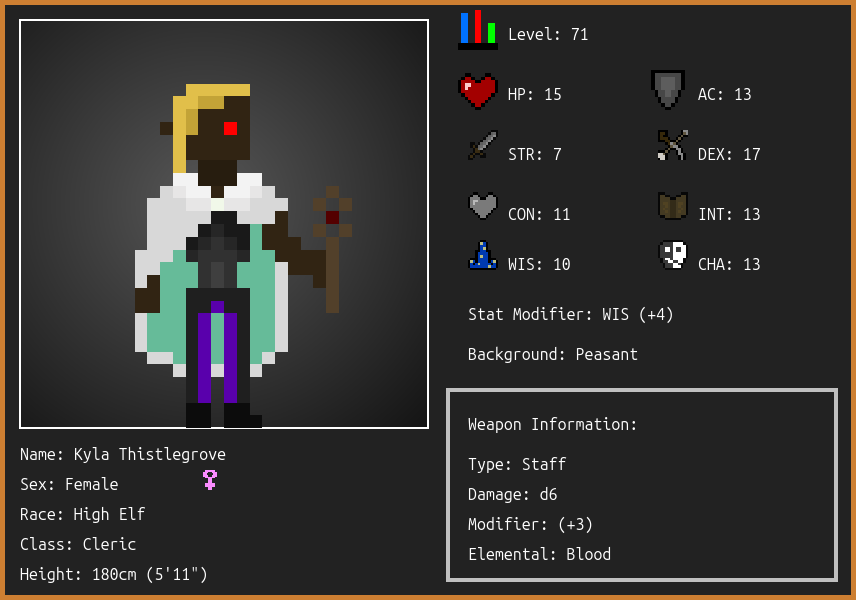 Level: 71
HP: 15
AC: 13
STR: 7
DEX: 17
CON: 11
INT: 13
WIS: 10
CHA: 13
Stat Modifier: WIS (+4)
Background: Peasant
Weapon Information:
Type: Staff
Damage: d6
Modifier: (+3)
Elemental: Blood
Name: Kyla Thistlegrove
Sex: Female
Race: High Elf
Class: Cleric
Height: 180cm (5'11")